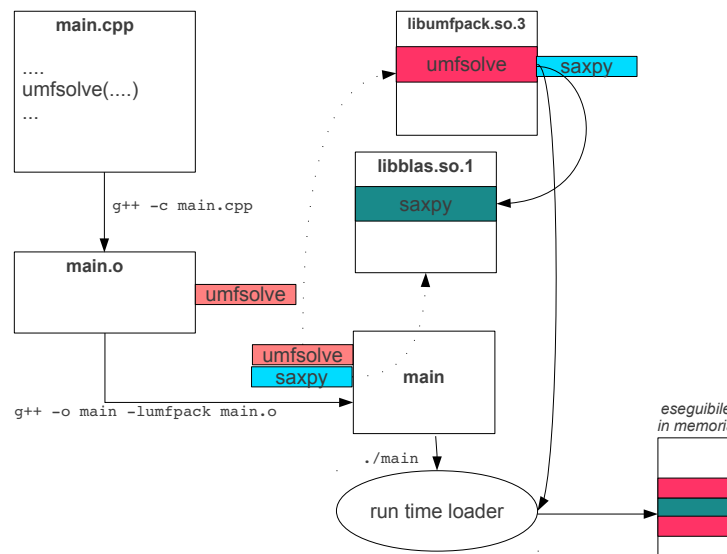 main.cpp
....
umfsolve(....)
...
g++ -c main.cpp
main.o
umfsolve
umfsolve
saxpy
main
g++ -o main -lumfpack main.o
./main
run time loader
libumfpack.so.3
umfsolve
saxpy
libblas.so.1
saxpy
eseguibile
in memori